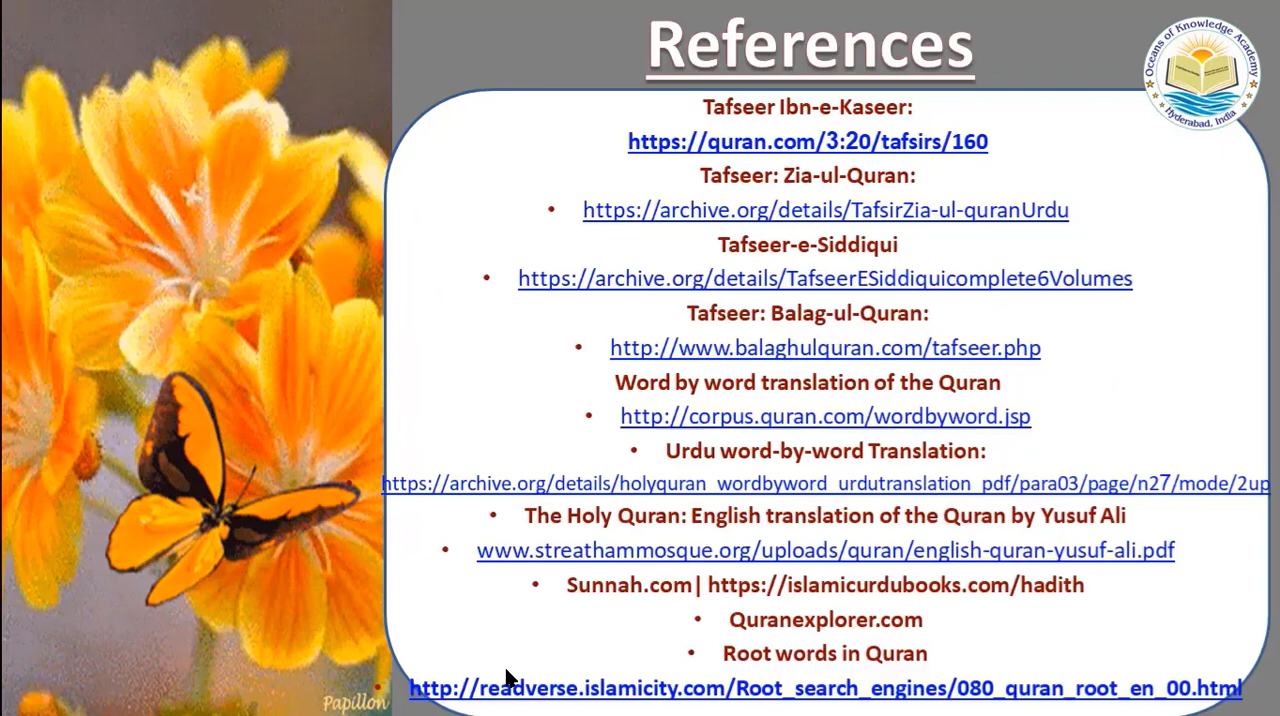 References
Oceans of Knowledge Academy
Hyderabad, India
Tafseer Ibn-e-Kaseer:
https://quran.com/3:20/tafsirs/160
Tafseer: Zia-ul-Quran:
• https://archive.org/details/TafsirZia-ul-quranUrdu
Tafseer-e-Siddiqui
• https://archive.org/details/TafseerESiddiquicomplete6Volumes
Tafseer: Balag-ul-Quran:
• http://www.balaghulquran.com/tafseer.php
Word by word translation of the Quran
• http://corpus.quran.com/wordbyword.jsp
• Urdu word-by-word Translation:
• https://archive.org/details/holyquran_wordbyword_urdutranslation_pdf/para03/page/n27/mode/2up
• The Holy Quran: English translation of the Quran by Yusuf Ali
• www.streathammosque.org/uploads/quran/english-quran-yusuf-ali.pdf
• Sunnah.com| https://islamicurdubooks.com/hadith
• Quranexplorer.com
• Root words in Quran
• http://readverse.islamicity.com/Root_search_engines/080_quran_root_en_00.html
Papillon